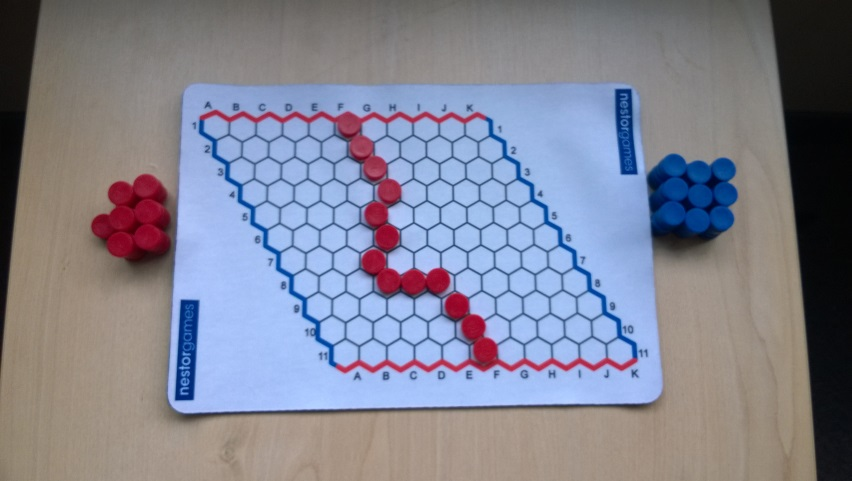 A B C D E F G H I J K
1 1
2 2
3 3
4 4
5 5
6 6
7 7
8 8
9 9
10 10
11 11
A B C D E F G H I J K
nestorgames
nestorgames